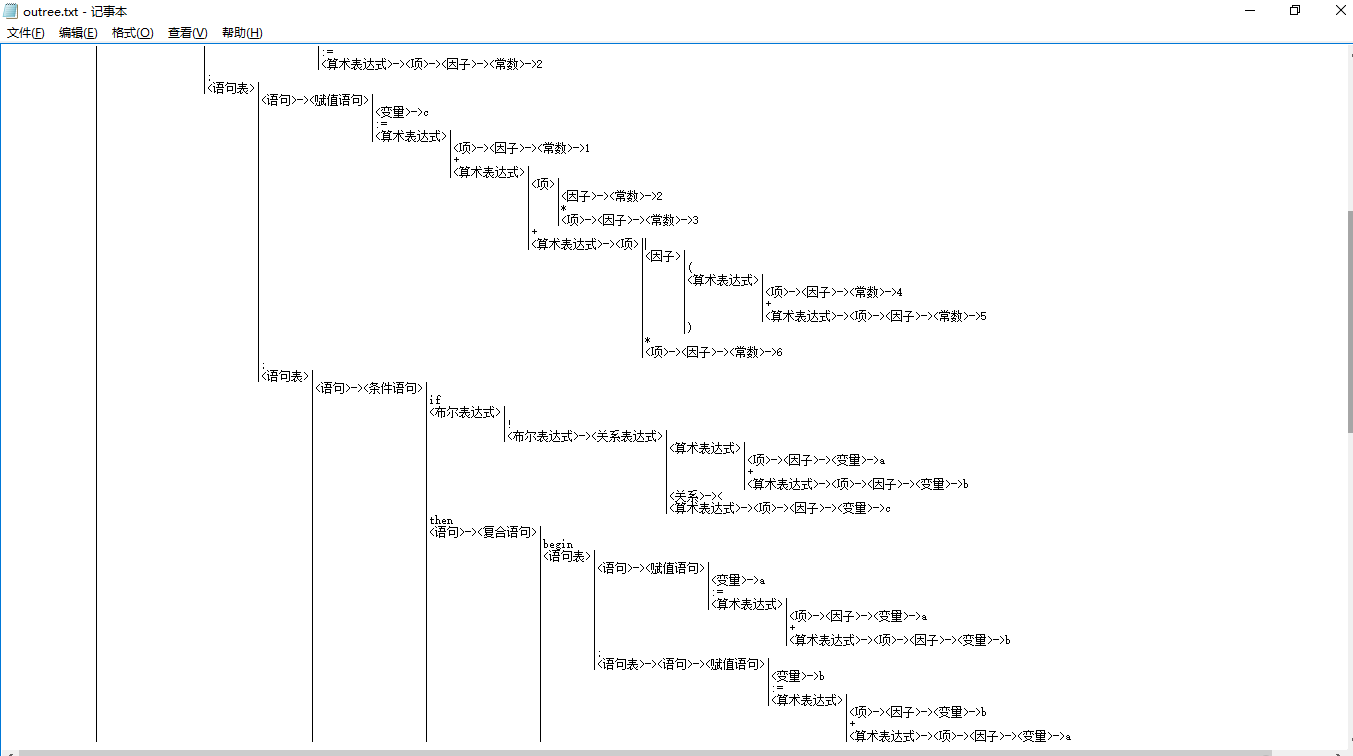 outree.txt - 记事本
文件(F) 编辑(E) 格式(O) 查看(V) 帮助(H)
:=
<算术表达式>-><项>-><因子>-><常数>->2
;
<语句表>
<语句>-><赋值语句>
<变量>->c
:=
<算术表达式>
<项>-><因子>-><常数>->1
+
<算术表达式>
<项>
<因子>-><常数>->2
*
<项>-><因子>-><常数>->3
+
<算术表达式>-><项>
<因子>
(
<算术表达式>
<项>-><因子>-><常数>->4
+
<算术表达式>-><项>-><因子>-><常数>->5
)
*
<项>-><因子>-><常数>->6
;
<语句表>
<语句>-><条件语句>
if
<布尔表达式>
!
<布尔表达式>-><关系表达式>
<算术表达式>
<项>-><因子>-><变量>->a
+
<算术表达式>-><项>-><因子>-><变量>->b
<关系>-><
<算术表达式>-><项>-><因子>-><变量>->c
then
<语句>-><复合语句>
begin
<语句表>
<语句>-><赋值语句>
<变量>->a
:=
<算术表达式>
<项>-><因子>-><变量>->a
+
<算术表达式>-><项>-><因子>-><变量>->b
;
<语句表>-><语句>-><赋值语句>
<变量>->b
:=
<算术表达式>
<项>-><因子>-><变量>->b
+
<算术表达式>-><项>-><因子>-><变量>->a